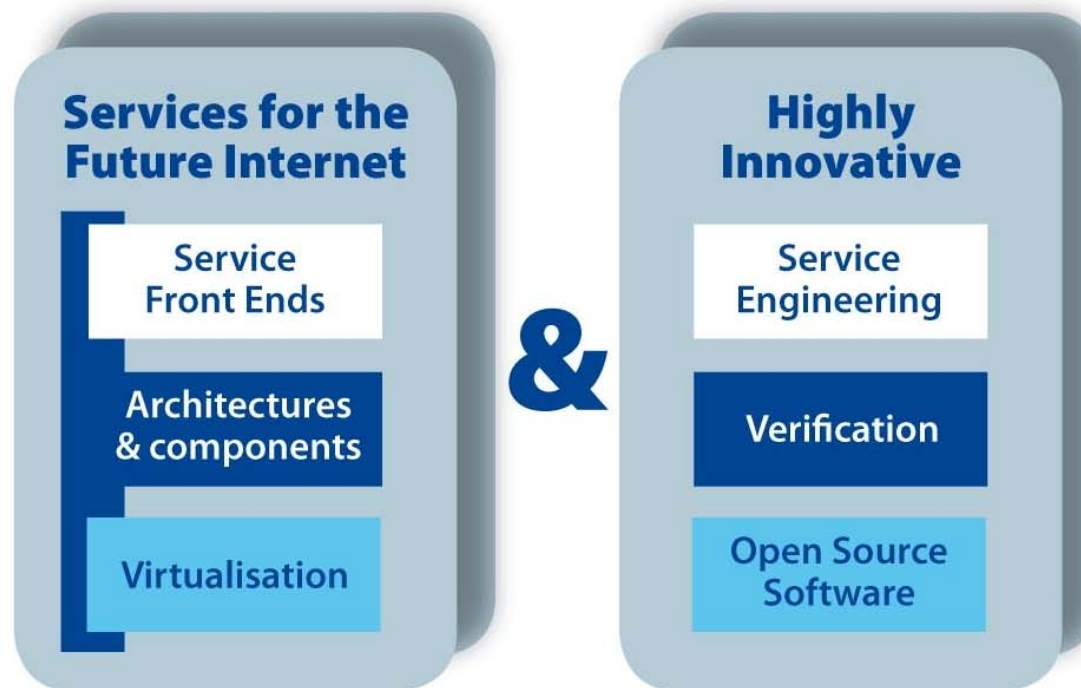 Services for the
Future Internet
Service
Front Ends
Architectures
& components
Virtualisation
&
Highly
Innovative
Service
Engineering
Verification
Open Source
Software